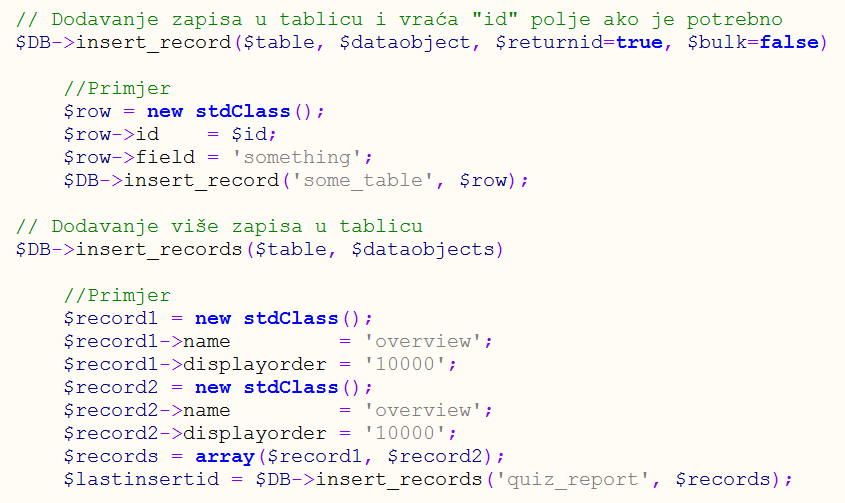 // Dodavanje zapisa u tablicu i vraća "id" polje ako je potrebno
$DB->insert_record($table, $dataobject, $returnid=true, $bulk=false)
//Primjer
$row = new stdClass();
$row->id    = $id;
$row->field = 'something';
$DB->insert_record('some_table', $row);
// Dodavanje više zapisa u tablicu
$DB->insert_records($table, $dataobjects)
//Primjer
$record1 = new stdClass();
$record1->name         = 'overview';
$record1->displayorder = '10000';
$record2 = new stdClass();
$record2->name         = 'overview';
$record2->displayorder = '10000';
$records = array($record1, $record2);
$lastinsertid = $DB->insert_records('quiz_report', $records);